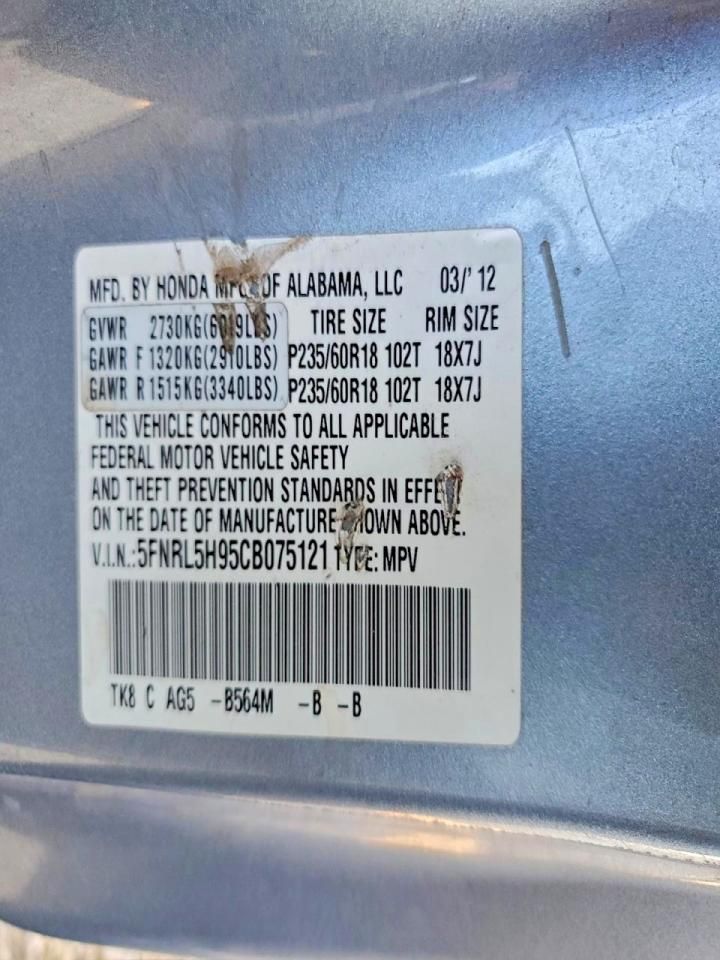 MFD. BY HONDA MFG. OF ALABAMA, LLC 03/'12
GVWR 2730KG(6019LBS) TIRE SIZE RIM SIZE
GAWR F 1320KG(2910LBS) P235/60R18 102T 18X7J
GAWR R 1515KG(3340LBS) P235/60R18 102T 18X7J
THIS VEHICLE CONFORMS TO ALL APPLICABLE
FEDERAL MOTOR VEHICLE SAFETY
AND THEFT PREVENTION STANDARDS IN EFFECT
ON THE DATE OF MANUFACTURE SHOWN ABOVE.
V.I.N.:5FNRL5H95CB075121 TYPE: MPV
TK8 C AG5 -B564M -B -B